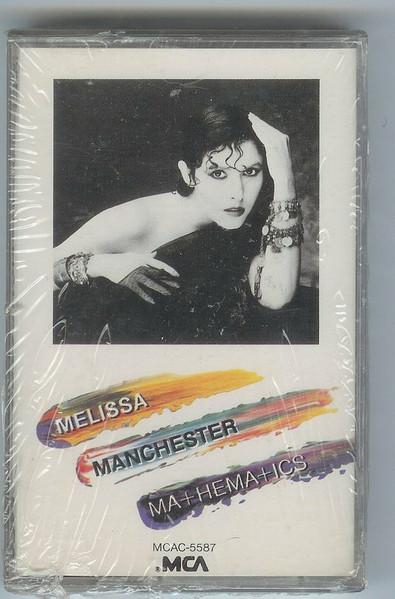 MELISSA
MANCHESTER
MA+HEMA+ICS
MCAC-5587
®MCA